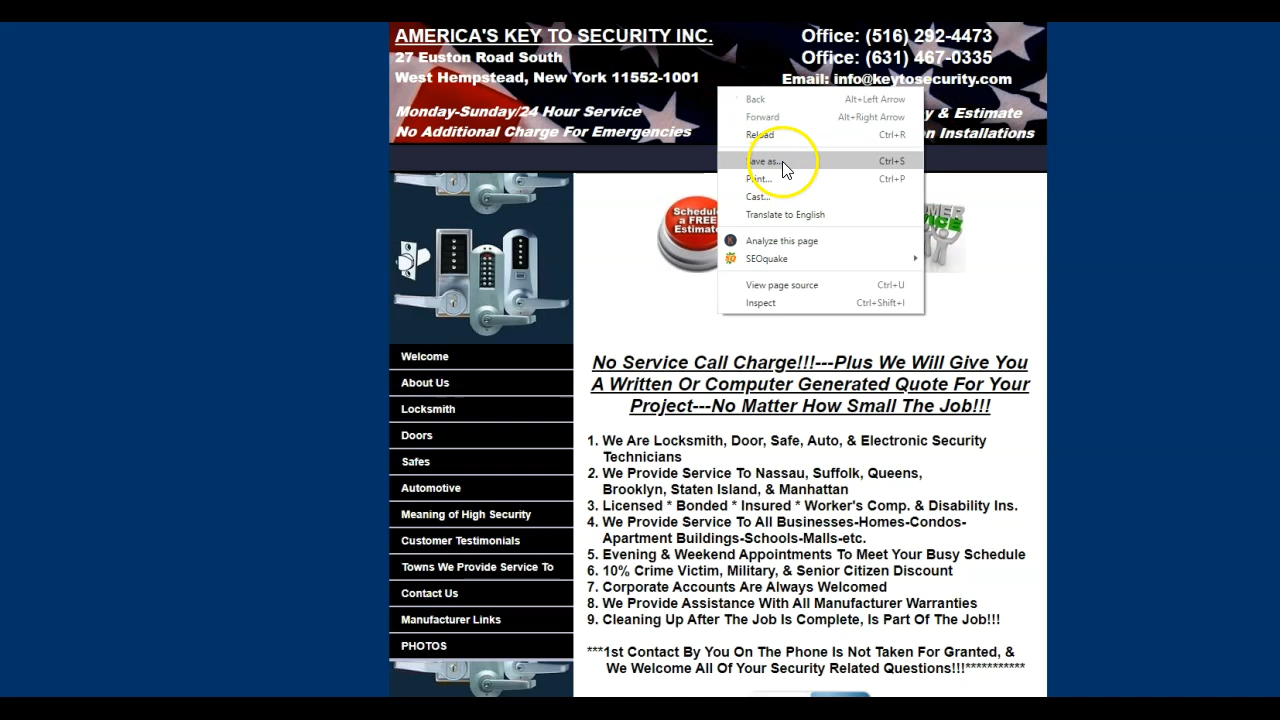 AMERICA'S KEY TO SECURITY INC.
27 Euston Road South
West Hempstead, New York 11552-1001
Monday-Sunday/24 Hour Service
No Additional Charge For Emergencies
Office: (516) 292-4473
Office: (631) 467-0335
Email: info@keytosecurity.com
y & Estimate
n Installations
Back Alt+Left Arrow
Forward Alt+Right Arrow
Reload Ctrl+R
Save as... Ctrl+S
Print... Ctrl+P
Cast...
Translate to English
Analyze this page
SEOquake
View page source Ctrl+U
Inspect Ctrl+Shift+I
Schedule
a FREE
Estimate
Welcome
About Us
Locksmith
Doors
Safes
Automotive
Meaning of High Security
Customer Testimonials
Towns We Provide Service To
Contact Us
Manufacturer Links
PHOTOS
No Service Call Charge!!!---Plus We Will Give You
A Written Or Computer Generated Quote For Your
Project---No Matter How Small The Job!!!
1. We Are Locksmith, Door, Safe, Auto, & Electronic Security
Technicians
2. We Provide Service To Nassau, Suffolk, Queens,
Brooklyn, Staten Island, & Manhattan
3. Licensed * Bonded * Insured * Worker's Comp. & Disability Ins.
4. We Provide Service To All Businesses-Homes-Condos-
Apartment Buildings-Schools-Malls-etc.
5. Evening & Weekend Appointments To Meet Your Busy Schedule
6. 10% Crime Victim, Military, & Senior Citizen Discount
7. Corporate Accounts Are Always Welcomed
8. We Provide Assistance With All Manufacturer Warranties
9. Cleaning Up After The Job Is Complete, Is Part Of The Job!!!
***1st Contact By You On The Phone Is Not Taken For Granted, &
We Welcome All Of Your Security Related Questions!!!***********